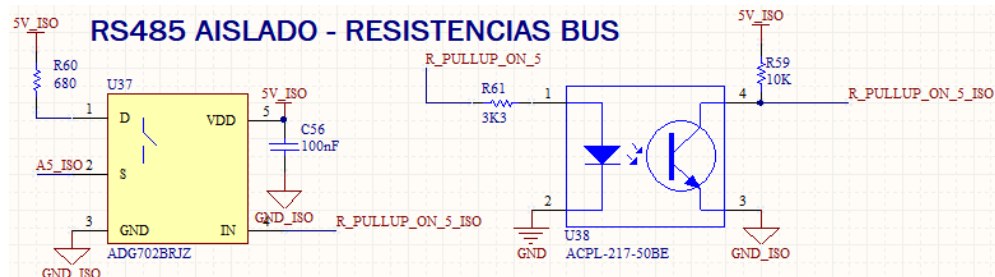 RS485 AISLADO - RESISTENCIAS BUS
5V_ISO
R60
680
U37
1
D
VDD
5
5V_ISO
C56
100nF
A5_ISO
2
S
GND_ISO
3
GND
IN
4
R_PULLUP_ON_5_ISO
ADG702BRJZ
GND_ISO
R_PULLUP_ON_5
R61
3K3
1
5V_ISO
R59
10K
4
R_PULLUP_ON_5_ISO
2
3
GND
U38
ACPL-217-50BE
GND_ISO